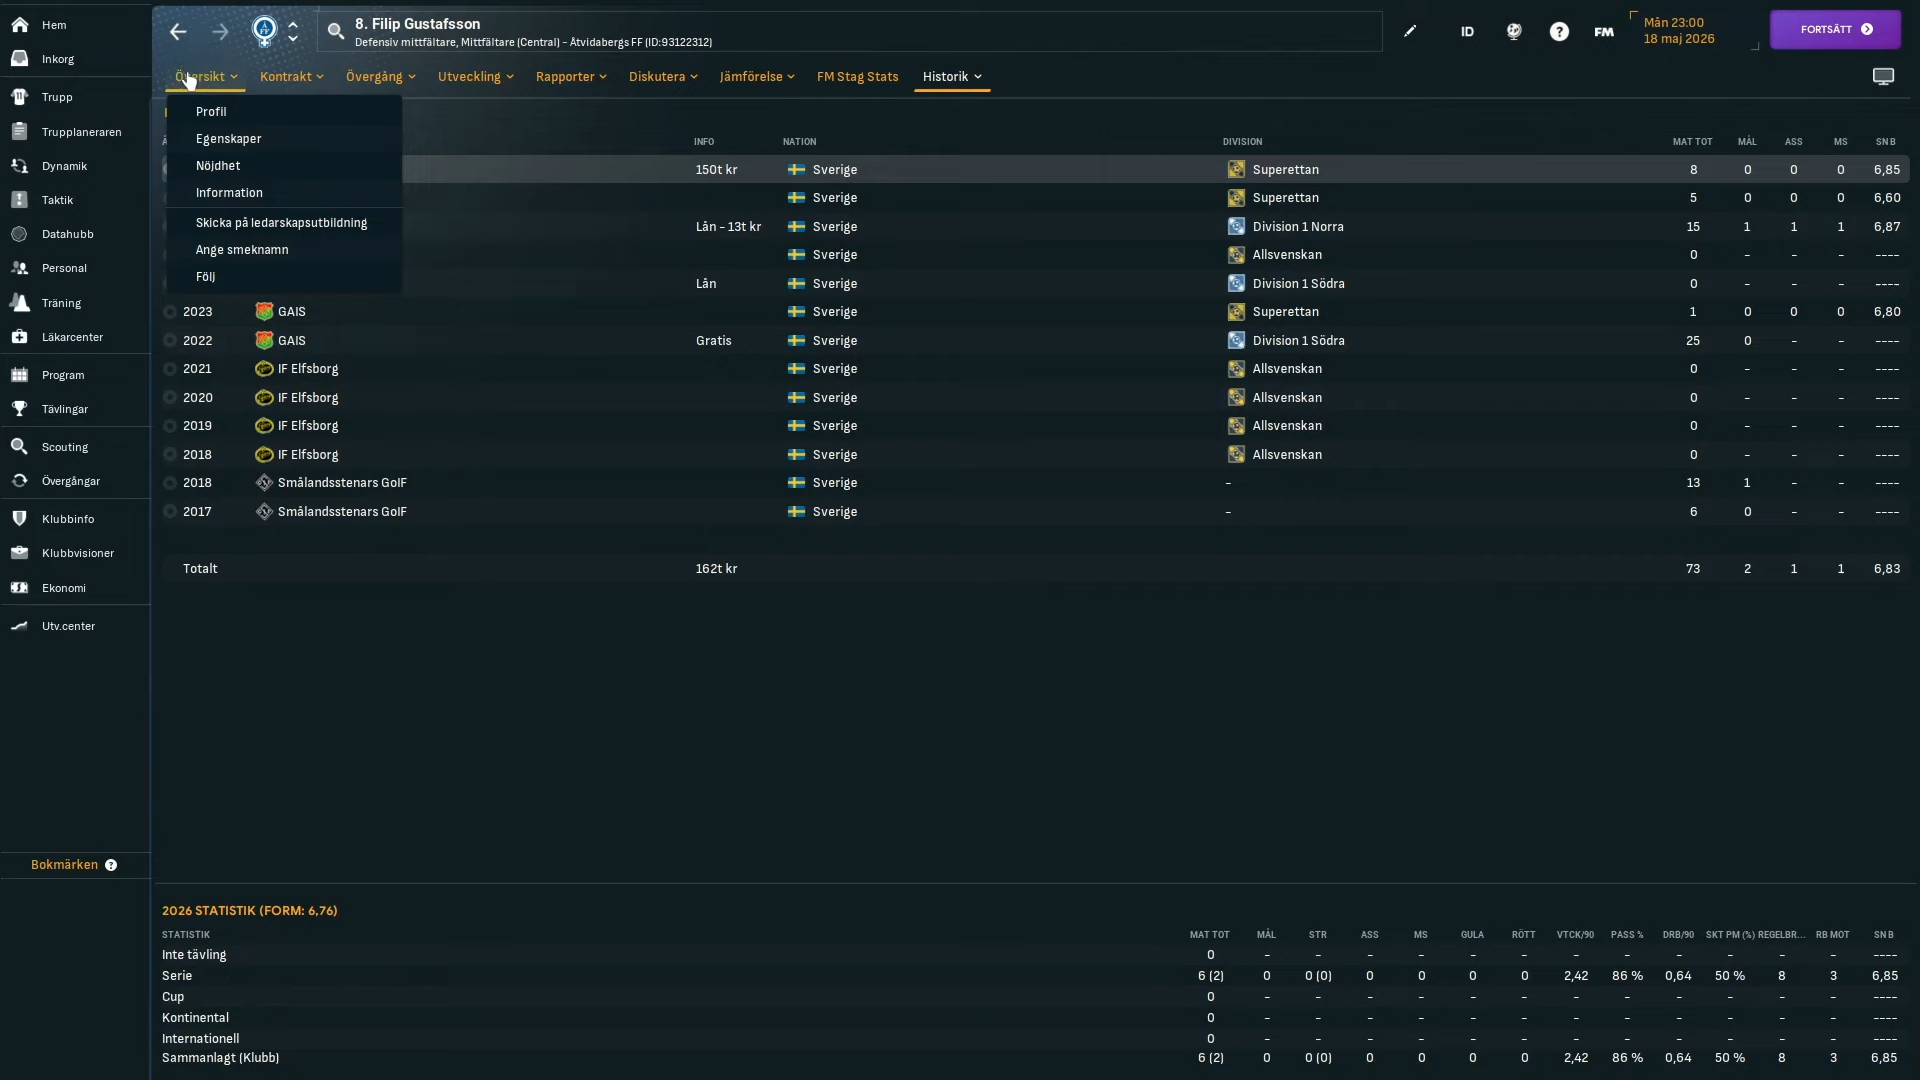 Hem
Inkorg
Trupp
Trupplaneraren
Dynamik
Taktik
Datahubb
Personal
Träning
Läkarcenter
Program
Tävlingar
Scouting
Övergångar
Klubbinfo
Klubbvisioner
Ekonomi
Utv.center
Bokmärken ?
8. Filip Gustafsson
Defensiv mittfältare, Mittfältare (Central) - Åtvidabergs FF (ID:93122312)
ID ? FM
Mån 23:00
18 maj 2026
FORTSÄTT
Översikt Kontrakt Övergång Utveckling Rapporter Diskutera Jämförelse FM Stag Stats Historik
Profil
Egenskaper
Nöjdhet
Information
Skicka på ledarskapsutbildning
Ange smeknamn
Följ
INFO NATION DIVISION MAT TOT MÅL ASS MS SN B
150t kr Sverige Superettan 8 0 0 0 6,85
Sverige Superettan 5 0 0 0 6,60
Lån - 13t kr Sverige Division 1 Norra 15 1 1 1 6,87
Sverige Allsvenskan 0 - - - ----
Lån Sverige Division 1 Södra 0 - - - ----
2023 GAIS Sverige Superettan 1 0 0 0 6,80
2022 GAIS Gratis Sverige Division 1 Södra 25 0 - - ----
2021 IF Elfsborg Sverige Allsvenskan 0 - - - ----
2020 IF Elfsborg Sverige Allsvenskan 0 - - - ----
2019 IF Elfsborg Sverige Allsvenskan 0 - - - ----
2018 IF Elfsborg Sverige Allsvenskan 0 - - - ----
2018 Smålandsstenars GoIF Sverige - 13 1 - - ----
2017 Smålandsstenars GoIF Sverige - 6 0 - - ----
Totalt 162t kr 73 2 1 1 6,83
2026 STATISTIK (FORM: 6,76)
STATISTIK MAT TOT MÅL STR ASS MS GULA RÖTT VTCK/90 PASS % DRB/90 SKT PM (%) REGELBR... RB MOT SN B
Inte tävling 0 - - - - - - - - - - - - ----
Serie 6 (2) 0 0 (0) 0 0 0 0 2,42 86 % 0,64 50 % 8 3 6,85
Cup 0 - - - - - - - - - - - - ----
Kontinental 0 - - - - - - - - - - - - ----
Internationell 0 - - - - - - - - - - - - ----
Sammanlagt (Klubb) 6 (2) 0 0 (0) 0 0 0 0 2,42 86 % 0,64 50 % 8 3 6,85